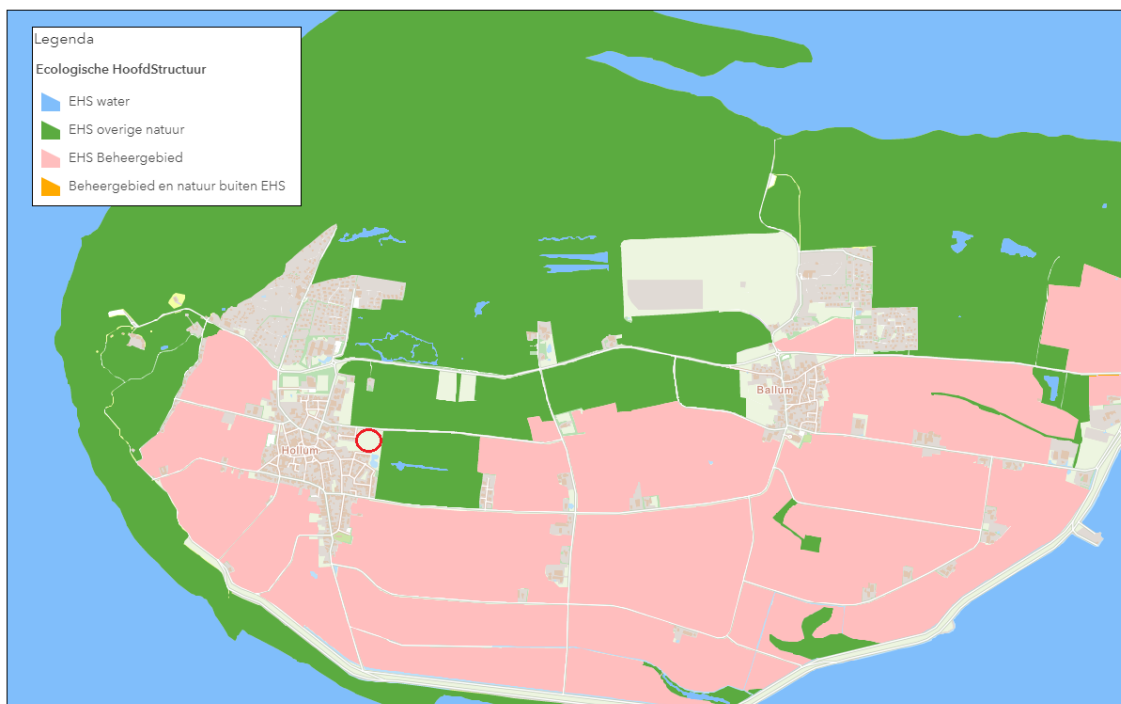 Legenda
Ecologische HoofdStructuur
EHS water
EHS overige natuur
EHS Beheergebied
Beheergebied en natuur buiten EHS
Ballum
Hollum